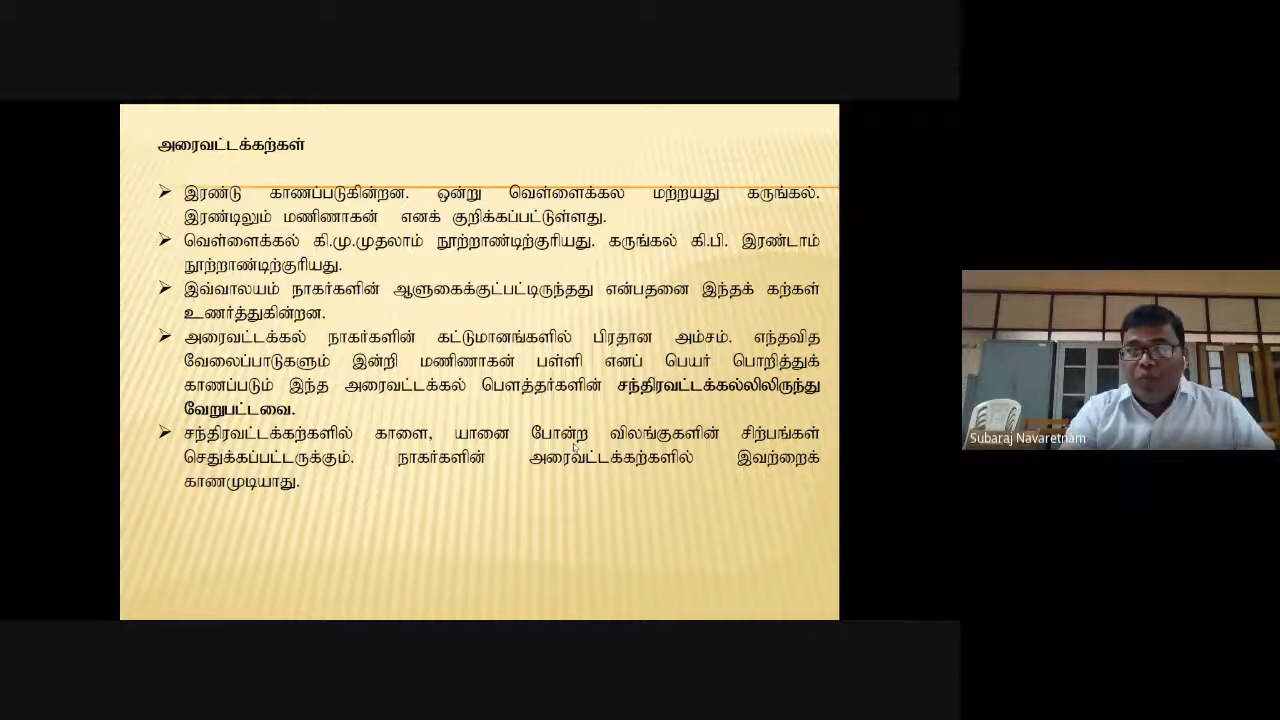 அரைவட்டக்கற்கள்
➢ இரண்டு காணப்படுகின்றன. ஒன்று வெள்ளைக்கல மற்றயது கருங்கல்.
இரண்டிலும் மணிணாகன் எனக் குறிக்கப்பட்டுள்ளது.
➢ வெள்ளைக்கல் கி.மு.முதலாம் நூற்றாண்டிற்குரியது. கருங்கல் கி.பி. இரண்டாம்
நூற்றாண்டிற்குரியது.
➢ இவ்வாலயம் நாகர்களின் ஆளுகைக்குட்பட்டிருந்தது என்பதனை இந்தக் கற்கள்
உணர்த்துகின்றன.
➢ அரைவட்டக்கல் நாகர்களின் கட்டுமானங்களில் பிரதான அம்சம். எந்தவித
வேலைப்பாடுகளும் இன்றி மணிணாகன் பள்ளி எனப் பெயர் பொறித்துக்
காணப்படும் இந்த அரைவட்டக்கல் பௌத்தர்களின் சந்திரவட்டக்கல்லிலிருந்து
வேறுபட்டவை.
➢ சந்திரவட்டக்கற்களில் காளை, யானை போன்ற விலங்குகளின் சிற்பங்கள்
செதுக்கப்பட்டருக்கும். நாகர்களின் அரைவட்டக்கற்களில் இவற்றைக்
காணமுடியாது.
Subaraj Navaretnam